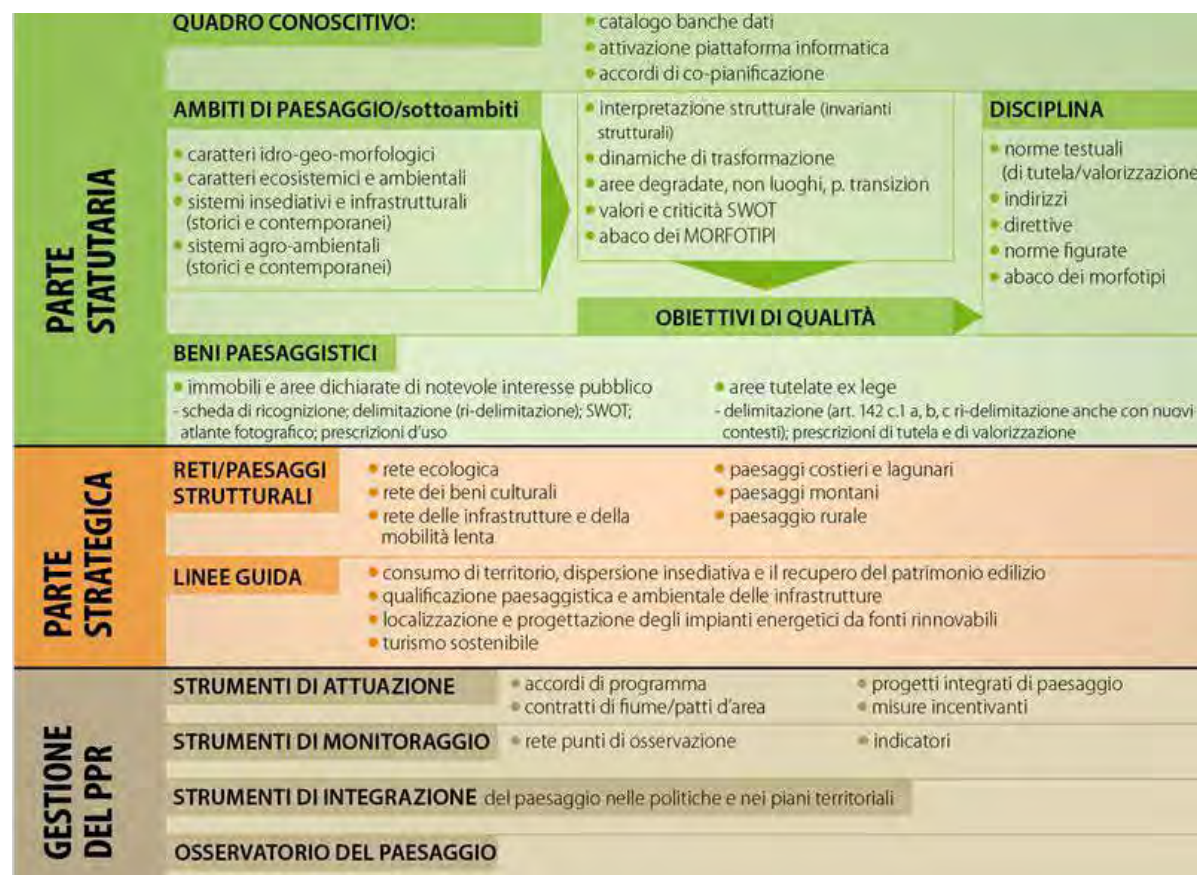 PARTE
STATUTARIA
QUADRO CONOSCITIVO:
• catalogo banche dati
• attivazione piattaforma informatica
• accordi di co-pianificazione
AMBITI DI PAESAGGIO/sottoambiti
• caratteri idro-geo-morfologici
• caratteri ecosistemici e ambientali
• sistemi insediativi e infrastrutturali
(storici e contemporanei)
• sistemi agro-ambientali
(storici e contemporanei)
• interpretazione strutturale (invarianti
strutturali)
• dinamiche di trasformazione
• aree degradate, non luoghi, p. transizion
• valori e criticità SWOT
• abaco dei MORFOTIPI
OBIETTIVI DI QUALITÀ
DISCIPLINA
• norme testuali
(di tutela/valorizzazione
• indirizzi
• direttive
• norme figurate
• abaco dei morfotipi
BENI PAESAGGISTICI
• immobili e aree dichiarate di notevole interesse pubblico
- scheda di ricognizione; delimitazione (ri-delimitazione); SWOT;
atlante fotografico; prescrizioni d'uso
• aree tutelate ex lege
- delimitazione (art. 142 c.1 a, b, c ri-delimitazione anche con nuovi
contesti); prescrizioni di tutela e di valorizzazione
PARTE
STRATEGICA
RETI/PAESAGGI
STRUTTURALI
• rete ecologica
• rete dei beni culturali
• rete delle infrastrutture e della
mobilità lenta
• paesaggi costieri e lagunari
• paesaggi montani
• paesaggio rurale
LINEE GUIDA
• consumo di territorio, dispersione insediativa e il recupero del patrimonio edilizio
• qualificazione paesaggistica e ambientale delle infrastrutture
• localizzazione e progettazione degli impianti energetici da fonti rinnovabili
• turismo sostenibile
GESTIONE
DEL PPR
STRUMENTI DI ATTUAZIONE
• accordi di programma
• contratti di fiume/patti d'area
• progetti integrati di paesaggio
• misure incentivanti
STRUMENTI DI MONITORAGGIO
• rete punti di osservazione
• indicatori
STRUMENTI DI INTEGRAZIONE del paesaggio nelle politiche e nei piani territoriali
OSSERVATORIO DEL PAESAGGIO